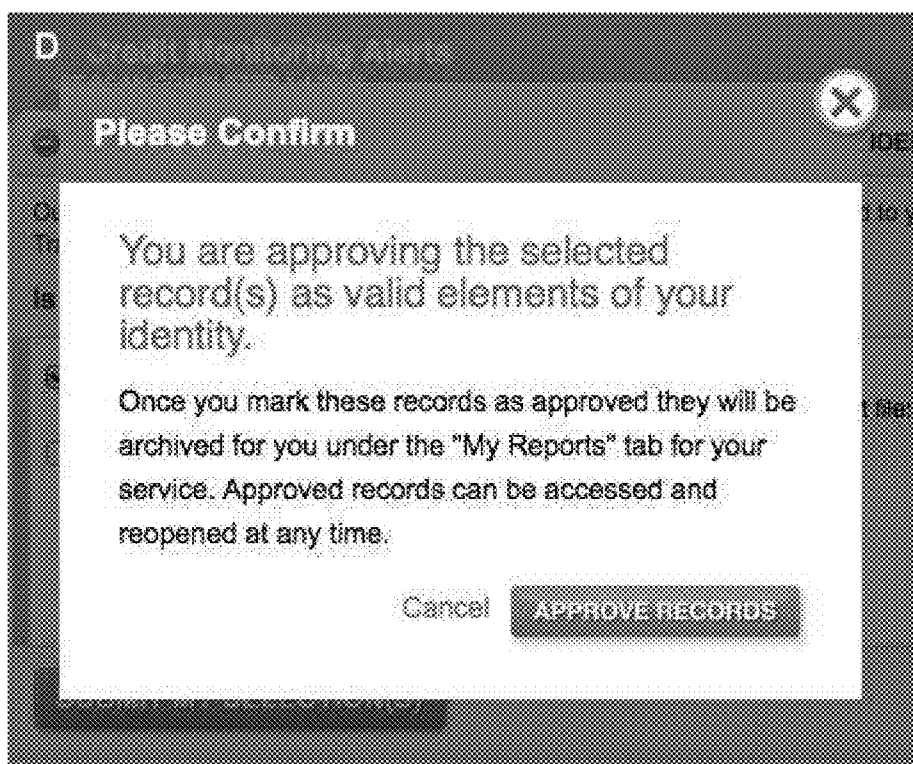 D
Please Confirm
IDE
You are approving the selected
record(s) as valid elements of your
identity.
Once you mark these records as approved they will be
archived for you under the "My Reports" tab for your
service. Approved records can be accessed and
reopened at any time.
Cancel
APPROVE RECORDS